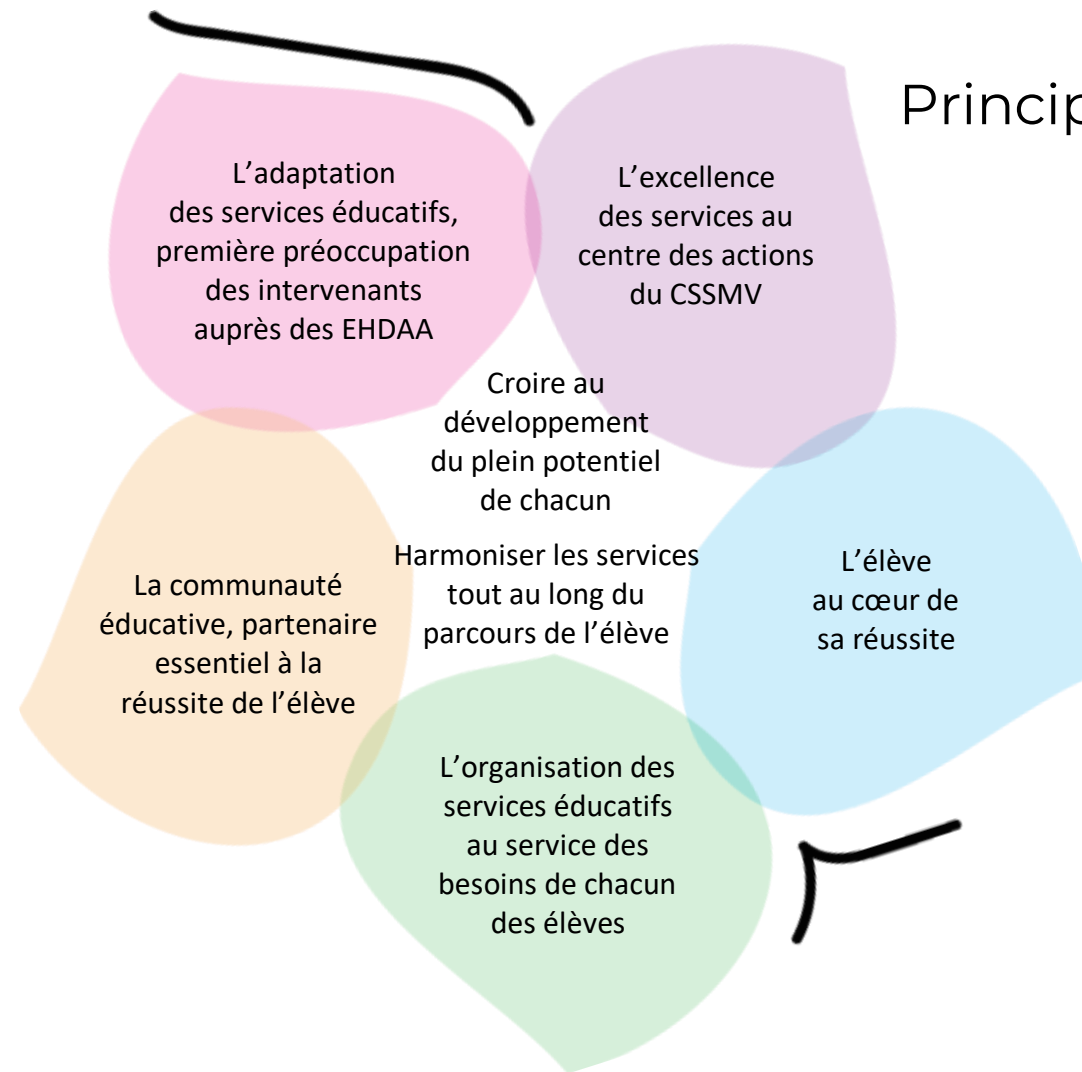 Princip
L’adaptation
des services éducatifs,
première préoccupation
des intervenants
auprès des EHDAA
L’excellence
des services au
centre des actions
du CSSMV
Croire au
développement
du plein potentiel
de chacun
Harmoniser les services
tout au long du
parcours de l’élève
La communauté
éducative, partenaire
essentiel à la
réussite de l’élève
L’élève
au cœur de
sa réussite
L’organisation des
services éducatifs
au service des
besoins de chacun
des élèves